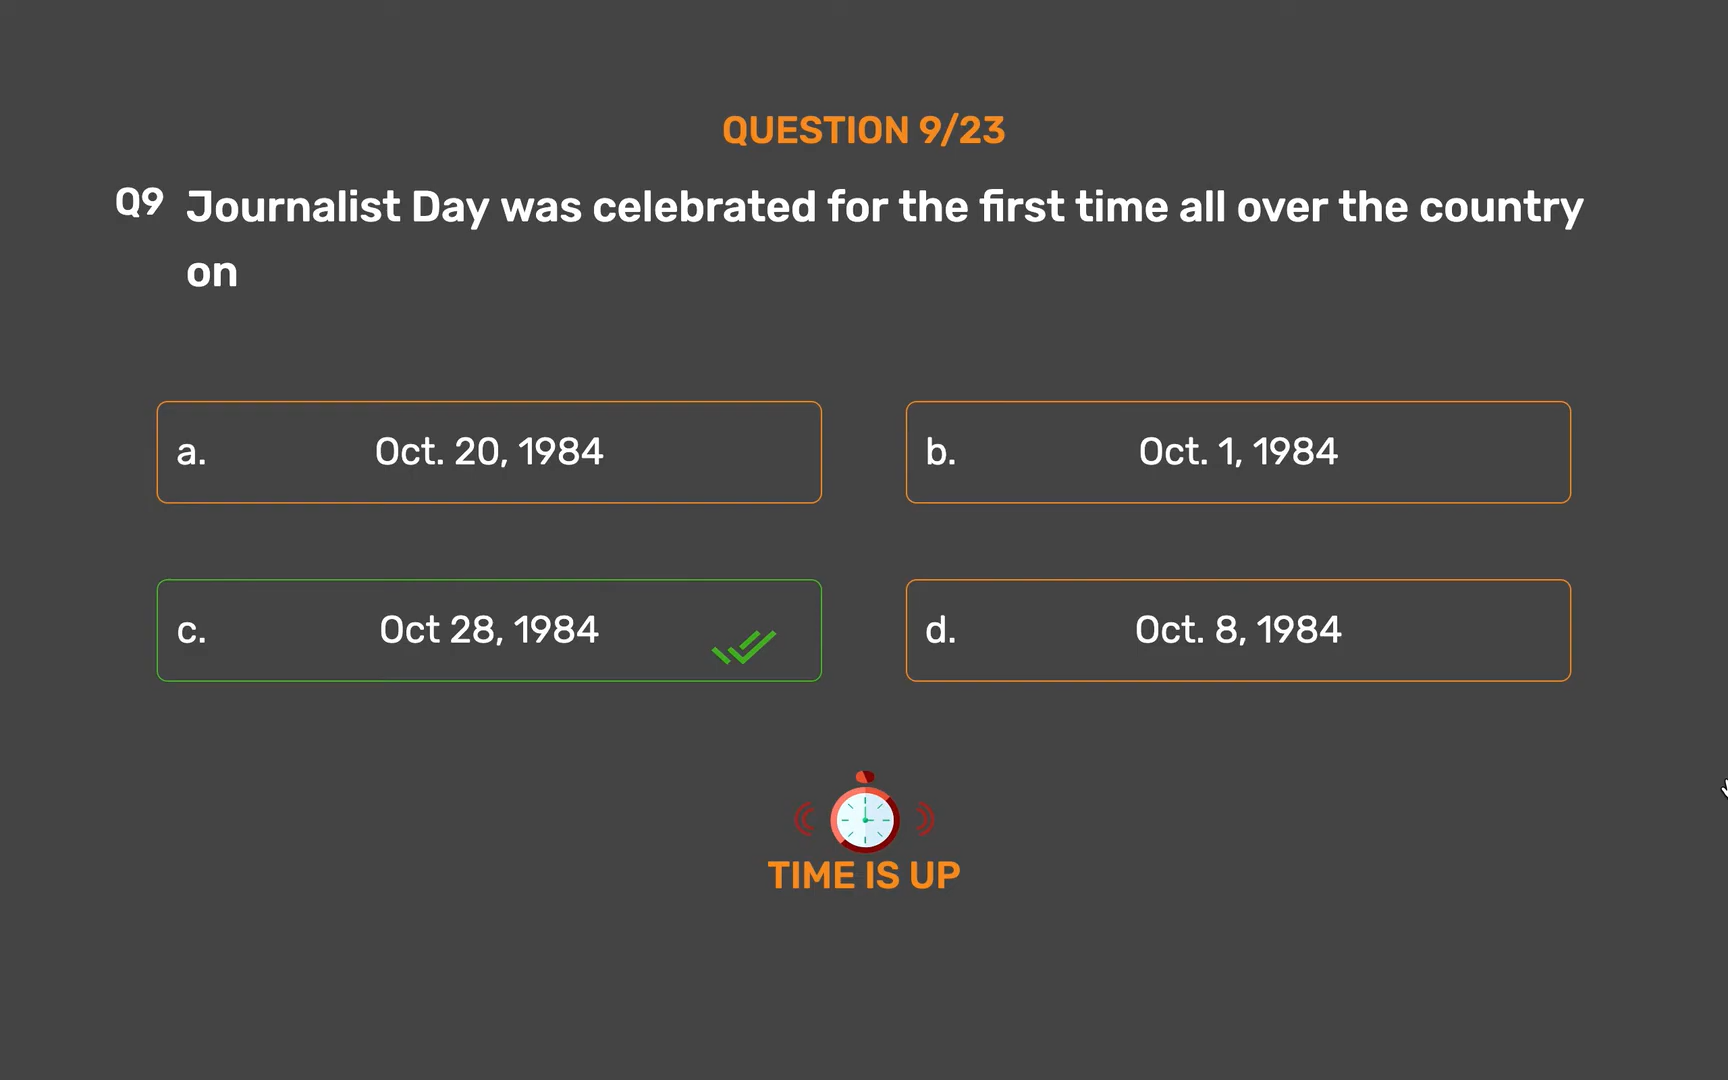 QUESTION 9/23
Q9 Journalist Day was celebrated for the first time all over the country
on
a. Oct. 20, 1984
b. Oct. 1, 1984
c. Oct 28, 1984
d. Oct. 8, 1984
TIME IS UP